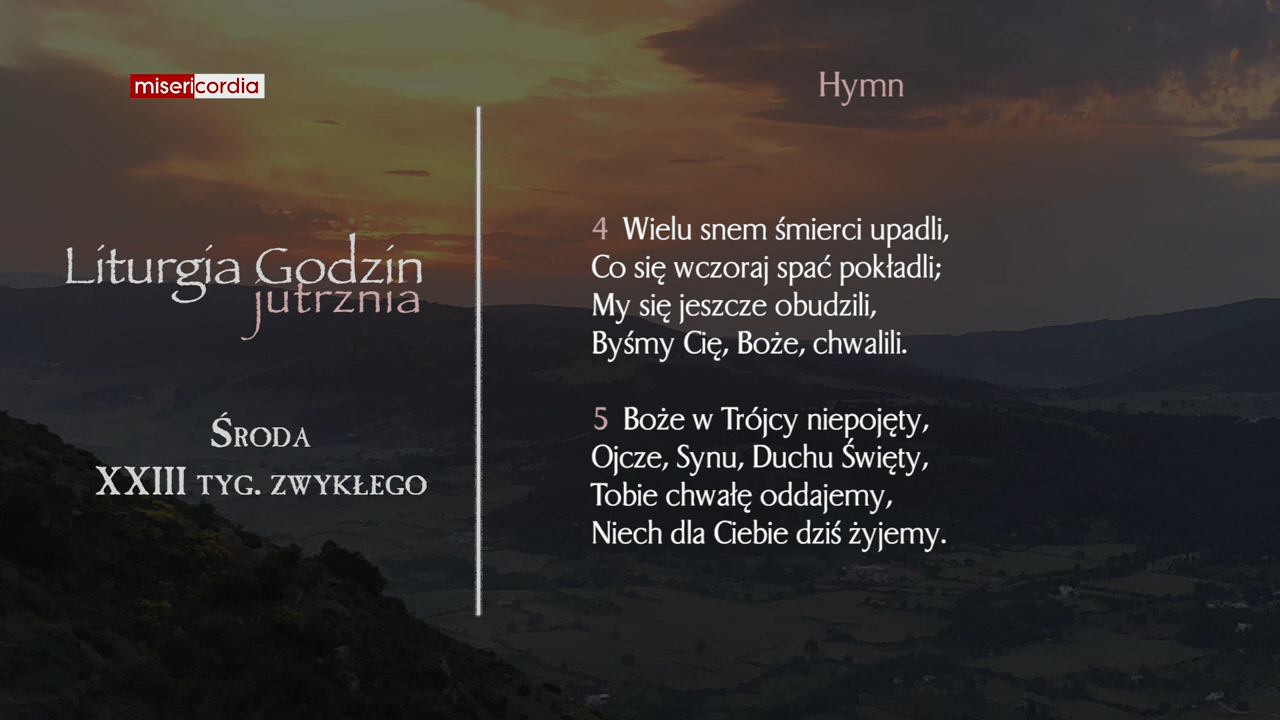 misericordia
Liturgia Godzin
jutrznia
Środa
XXIII tyg. zwykłego
Hymn
4 Wielu snem śmierci upadli,
Co się wczoraj spać pokładli;
My się jeszcze obudzili,
Byśmy Cię, Boże, chwalili.
5 Boże w Trójcy niepojęty,
Ojcze, Synu, Duchu Święty,
Tobie chwałę oddajemy,
Niech dla Ciebie dziś żyjemy.